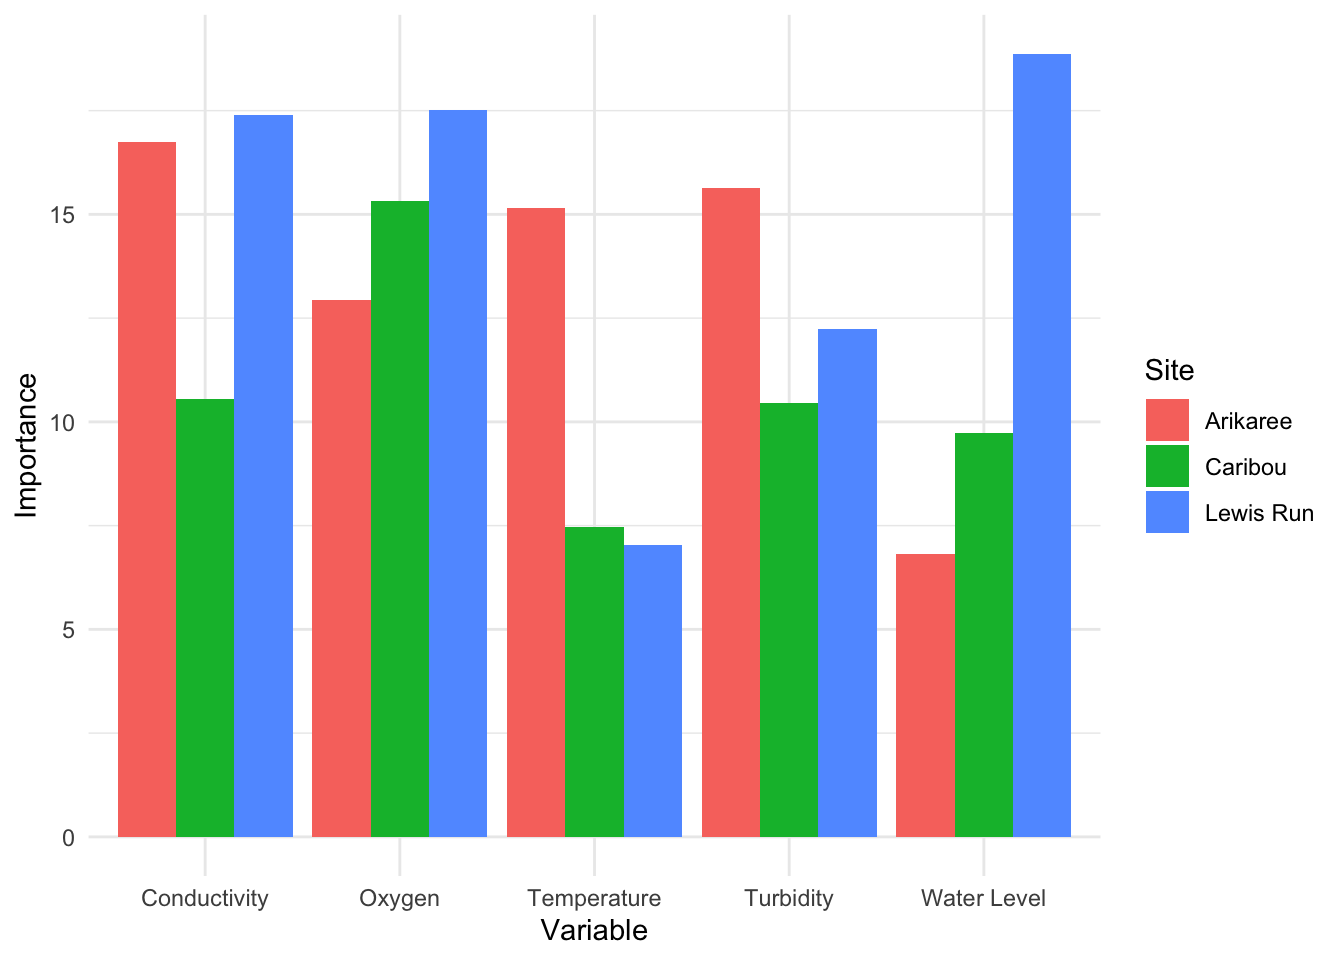 Importance
15
10
5
0
Conductivity Oxygen Temperature Turbidity Water Level
Variable
Site
Arikaree
Caribou
Lewis Run